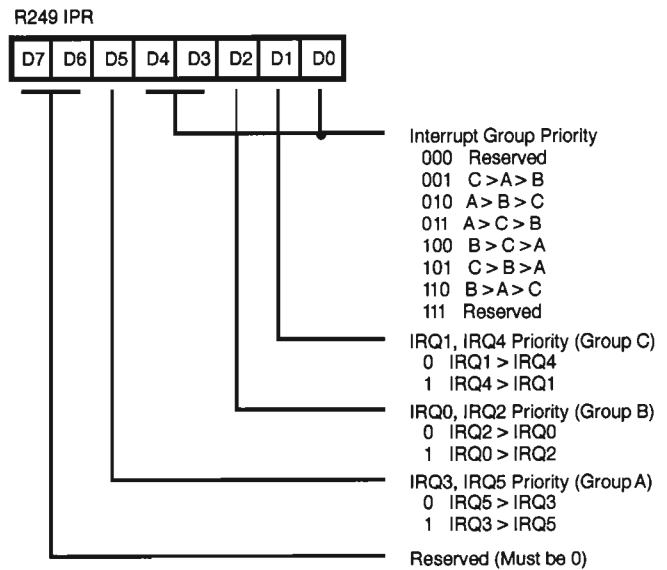 R249 IPR
D7 D6 D5 D4 D3 D2 D1 D0
Interrupt Group Priority
000 Reserved
001 C > A > B
010 A > B > C
011 A > C > B
100 B > C > A
101 C > B > A
110 B > A > C
111 Reserved
IRQ1, IRQ4 Priority (Group C)
0 IRQ1 > IRQ4
1 IRQ4 > IRQ1
IRQ0, IRQ2 Priority (Group B)
0 IRQ2 > IRQ0
1 IRQ0 > IRQ2
IRQ3, IRQ5 Priority (Group A)
0 IRQ5 > IRQ3
1 IRQ3 > IRQ5
Reserved (Must be 0)